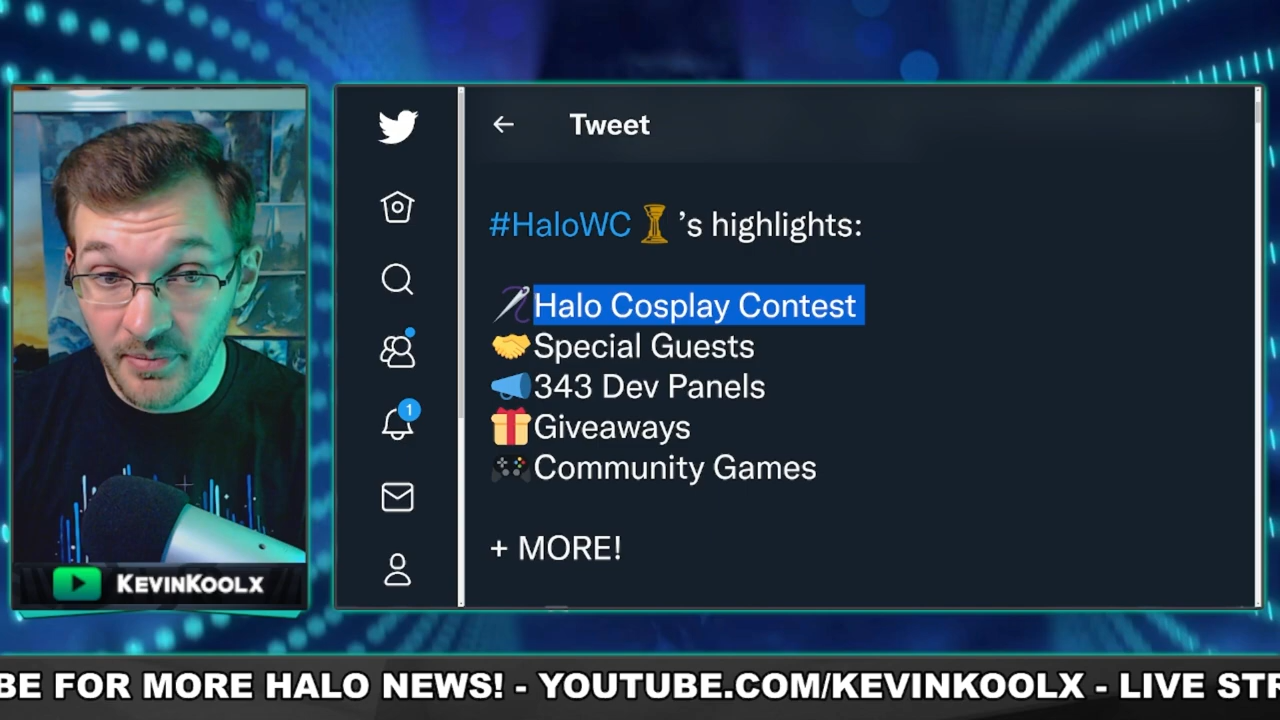 Tweet
#HaloWC 's highlights:
Halo Cosplay Contest
Special Guests
343 Dev Panels
Giveaways
Community Games
+ MORE!
1
KEVINKOOLX
BE FOR MORE HALO NEWS! - YOUTUBE.COM/KEVINKOOLX - LIVE STR